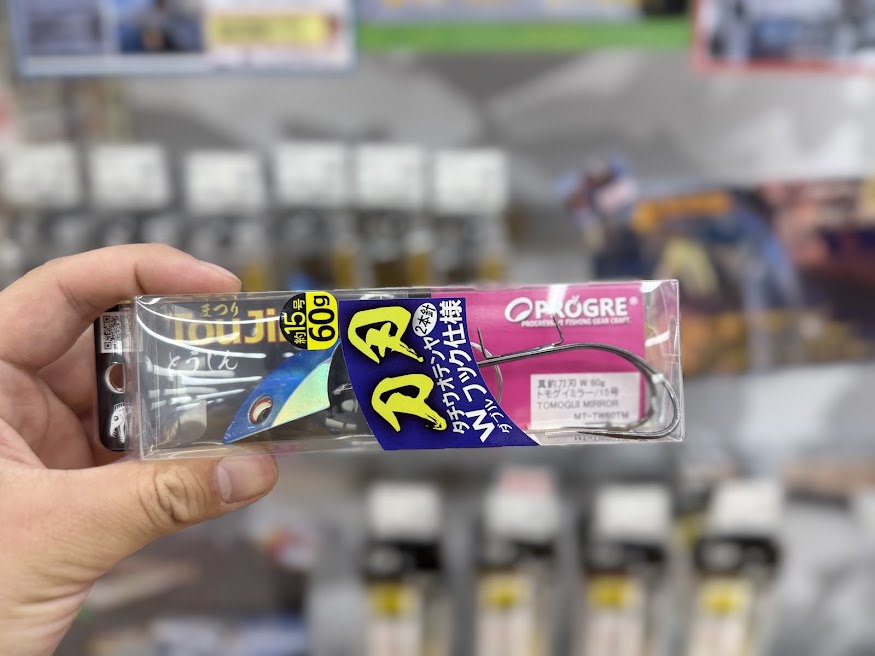 まつり
TouJin
とうじん
約15号
60g
刀刃
2本針
タチウオテンヤ
Wフック仕様
ダブル
PROGRE®
PROGRESSIVE FISHING GEAR CRAFT.
真釣刀刃 W 60g
トモグイミラー/15号
TOMOGUI MIRROR
MT-TW60TM